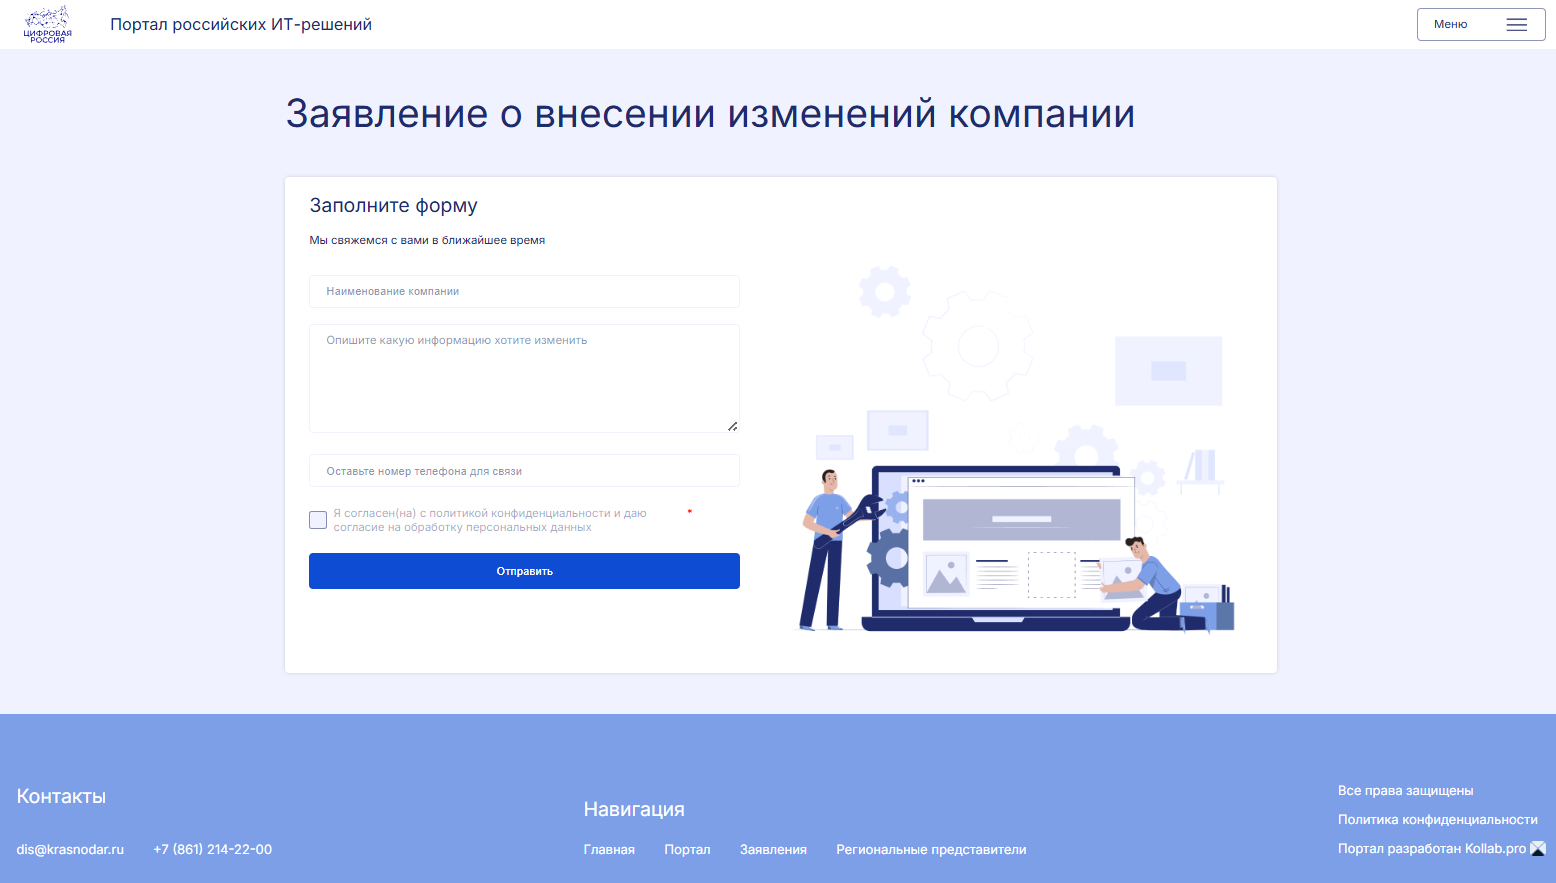 ЦИФРОВАЯ
РОССИЯ
Портал российских ИТ-решений
Меню
Заявление о внесении изменений компании
Заполните форму
Мы свяжемся с вами в ближайшее время
Наименование компании
Опишите какую информацию хотите изменить
Оставьте номер телефона для связи
Я согласен(на) с политикой конфиденциальности и даю *
согласие на обработку персональных данных
Отправить
Контакты
dis@krasnodar.ru +7 (861) 214-22-00
Навигация
Главная Портал Заявления Региональные представители
Все права защищены
Политика конфиденциальности
Портал разработан Kollab.pro